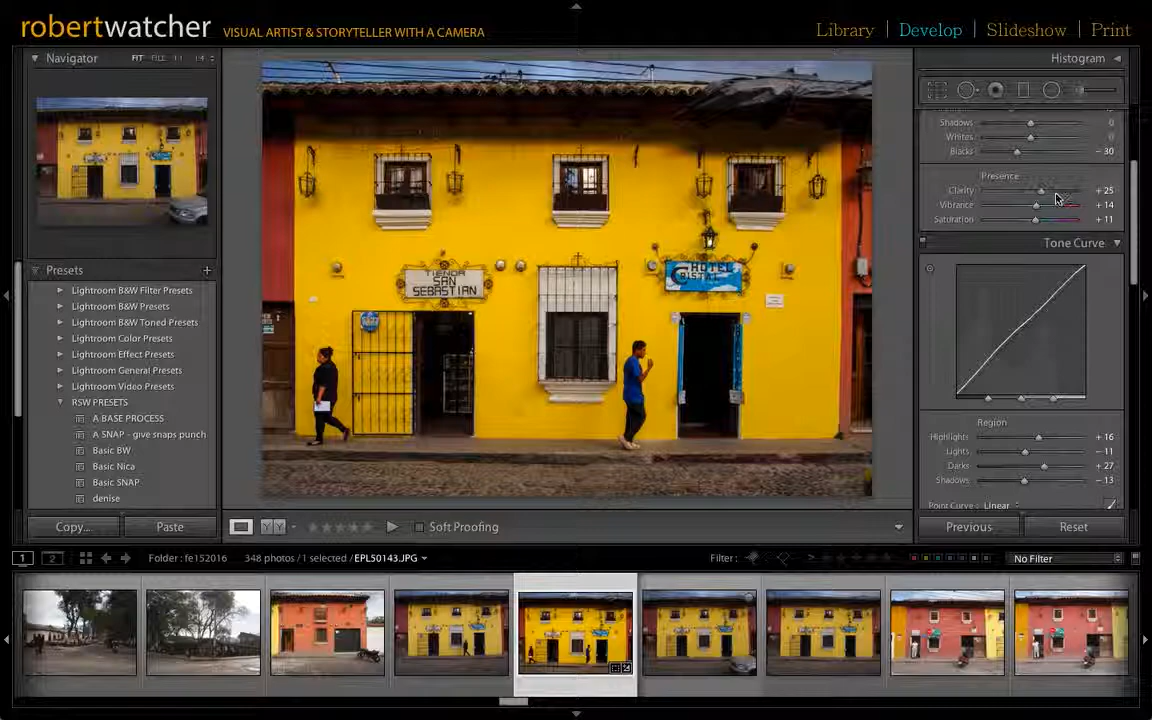 robertwatcher VISUAL ARTIST & STORYTELLER WITH A CAMERA
Library Develop Slideshow Print
Navigator FIT FILL 1:1
Histogram
Shadows 0
Whites 0
Blacks - 30
Presence
Clarity + 25
Vibrance + 14
Saturation + 11
Tone Curve
Region
Highlights + 16
Lights - 11
Darks + 27
Shadows - 13
Point Curve : Linear
Presets +
Lightroom B&W Filter Presets
Lightroom B&W Presets
Lightroom B&W Toned Presets
Lightroom Color Presets
Lightroom Effect Presets
Lightroom General Presets
Lightroom Video Presets
RSW PRESETS
A BASE PROCESS
A SNAP - give snaps punch
Basic BW
Basic Nica
Basic SNAP
denise
TIENDA
SAN
SEBASTIAN
HOTEL
Copy... Paste
YY
Soft Proofing
Previous Reset
1 2
Folder : fe152016 348 photos / 1 selected / EPL50143.JPG
Filter : No Filter